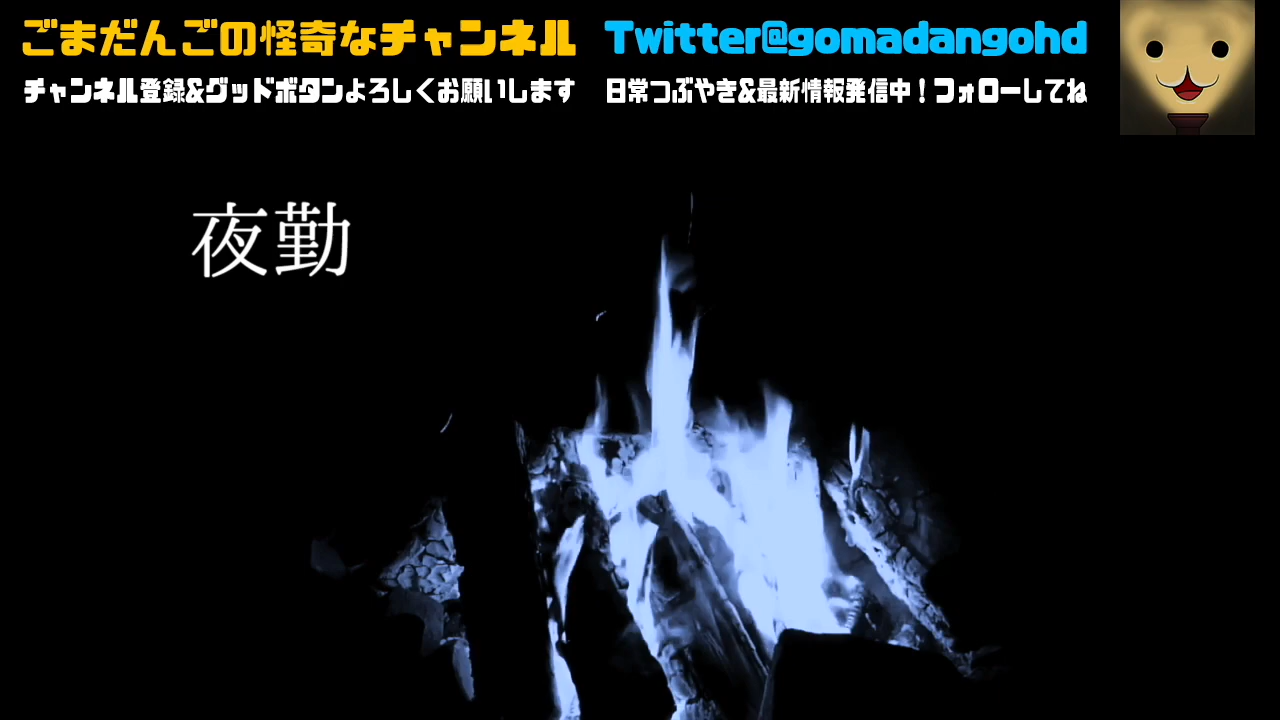 ごまだんごの怪奇なチャンネル
Twitter@gomadangohd
チャンネル登録&グッドボタンよろしくお願いします
日常つぶやき&最新情報発信中！フォローしてね
夜勤